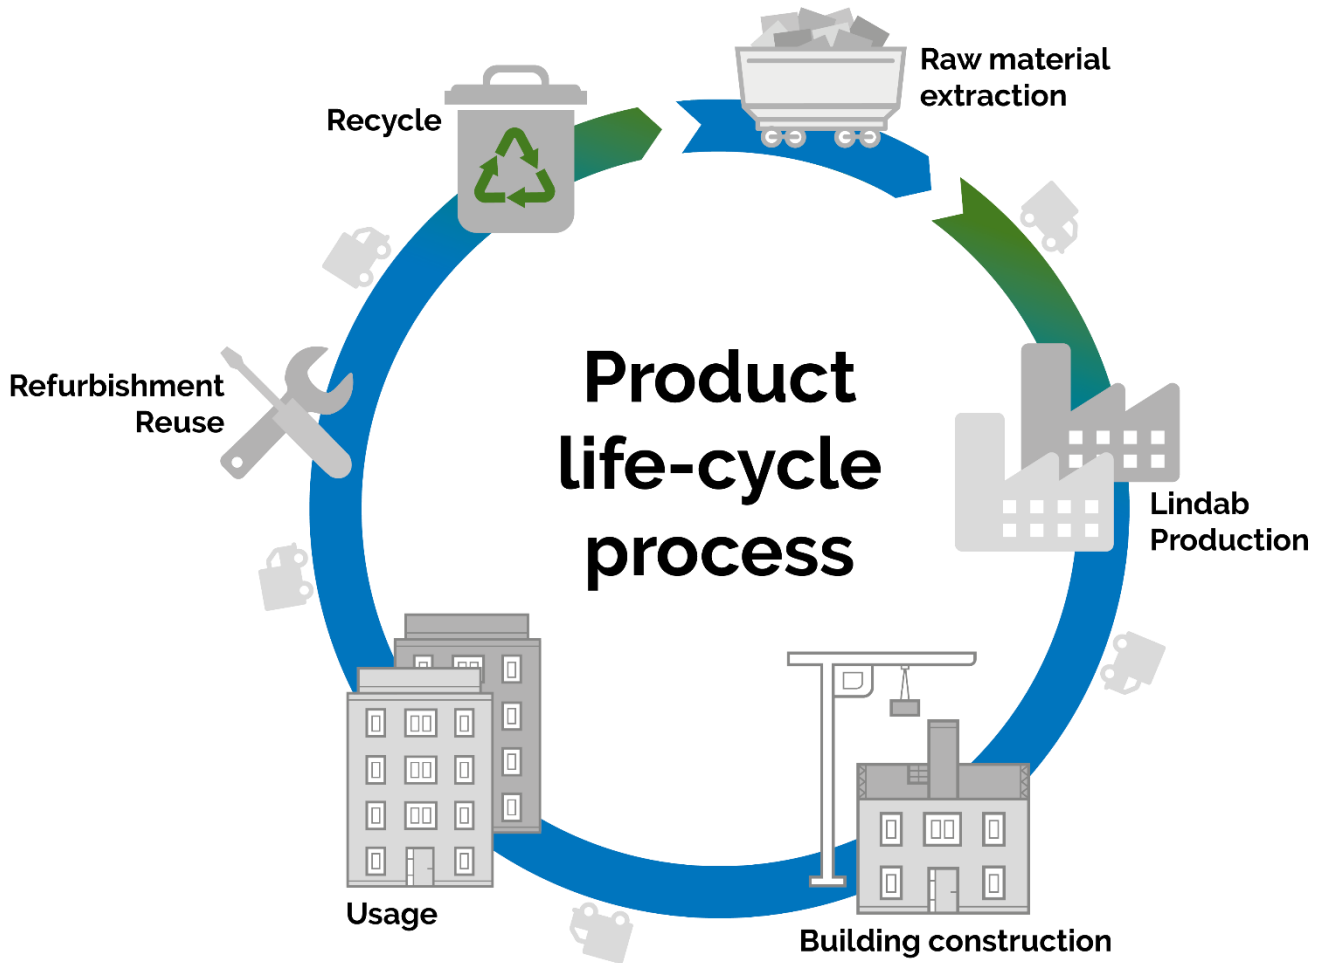 Product
life-cycle
process
Raw material
extraction
Lindab
Production
Building construction
Usage
Refurbishment
Reuse
Recycle